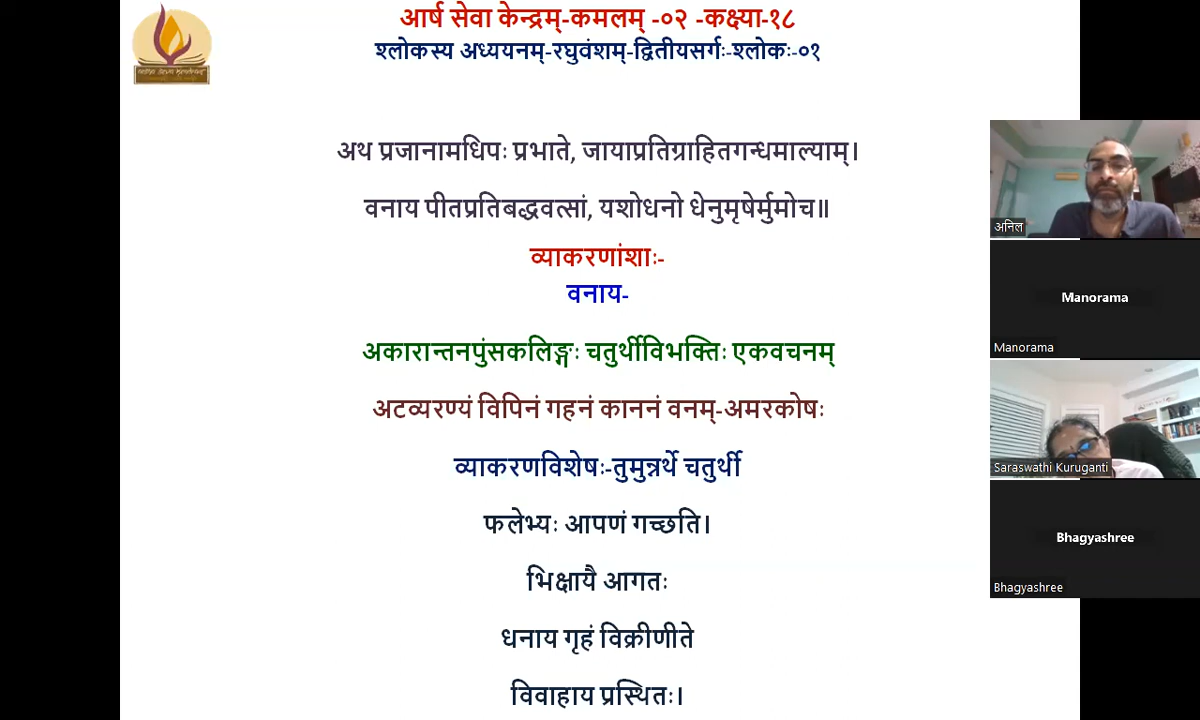 आर्ष सेवा केन्द्रम्-कमलम् -०२ -कक्ष्या-१८
श्लोकस्य अध्ययनम्-रघुवंशम्-द्वितीयसर्गः-श्लोकः-०१
अथ प्रजानामधिपः प्रभाते, जायाप्रतिग्राहितगन्धमाल्याम्।
वनाय पीतप्रतिबद्धवत्सां, यशोधनो धेनुमृषेर्मुमोच॥
व्याकरणांशाः-
वनाय-
अकारान्तनपुंसकलिङ्गः चतुर्थीविभक्तिः एकवचनम्
अटव्यरण्यं विपिनं गहनं काननं वनम्-अमरकोषः
व्याकरणविशेषः-तुमुन्नर्थे चतुर्थी
फलेभ्यः आपणं गच्छति।
भिक्षायै आगतः
धनाय गृहं विक्रीणीते
विवाहाय प्रस्थितः।
अनिल
Manorama
Manorama
Saraswathi Kuruganti
Bhagyashree
Bhagyashree